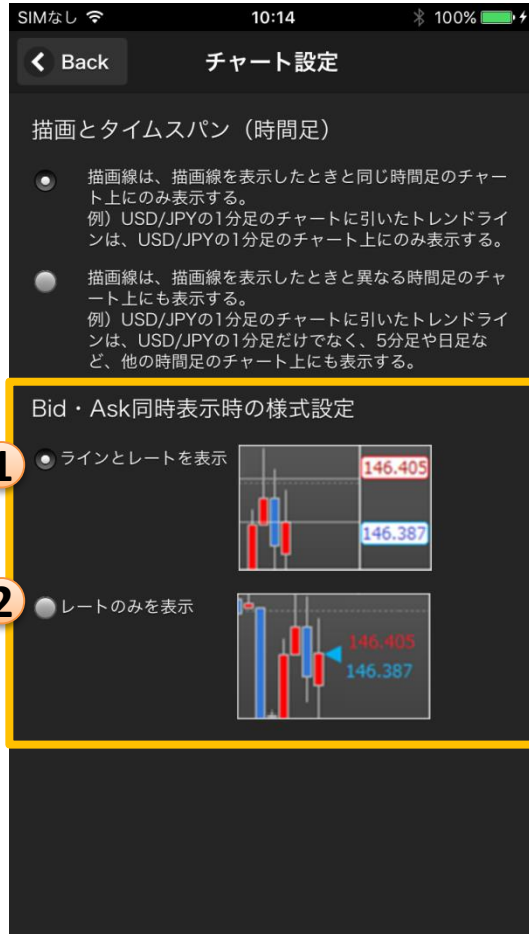 SIMなし 10:14 100%
Back チャート設定
描画とタイムスパン（時間足）
描画線は、描画線を表示したときと同じ時間足のチャー
ト上にのみ表示する。
例）USD/JPYの1分足のチャートに引いたトレンドライ
ンは、USD/JPYの1分足のチャート上にのみ表示する。
描画線は、描画線を表示したときと異なる時間足のチャ
ート上にも表示する。
例）USD/JPYの1分足のチャートに引いたトレンドライ
ンは、USD/JPYの1分足だけでなく、5分足や日足な
ど、他の時間足のチャート上にも表示する。
Bid・Ask同時表示時の様式設定
1 ラインとレートを表示
146.405
146.387
2 レートのみを表示
146.405
146.387